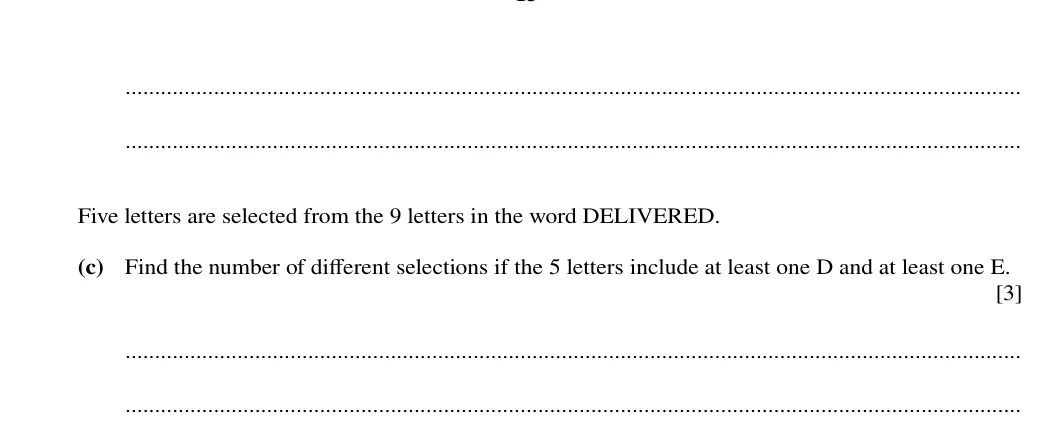 Five letters are selected from the 9 letters in the word DELIVERED.
(c) Find the number of different selections if the 5 letters include at least one D and at least one E.
[3]